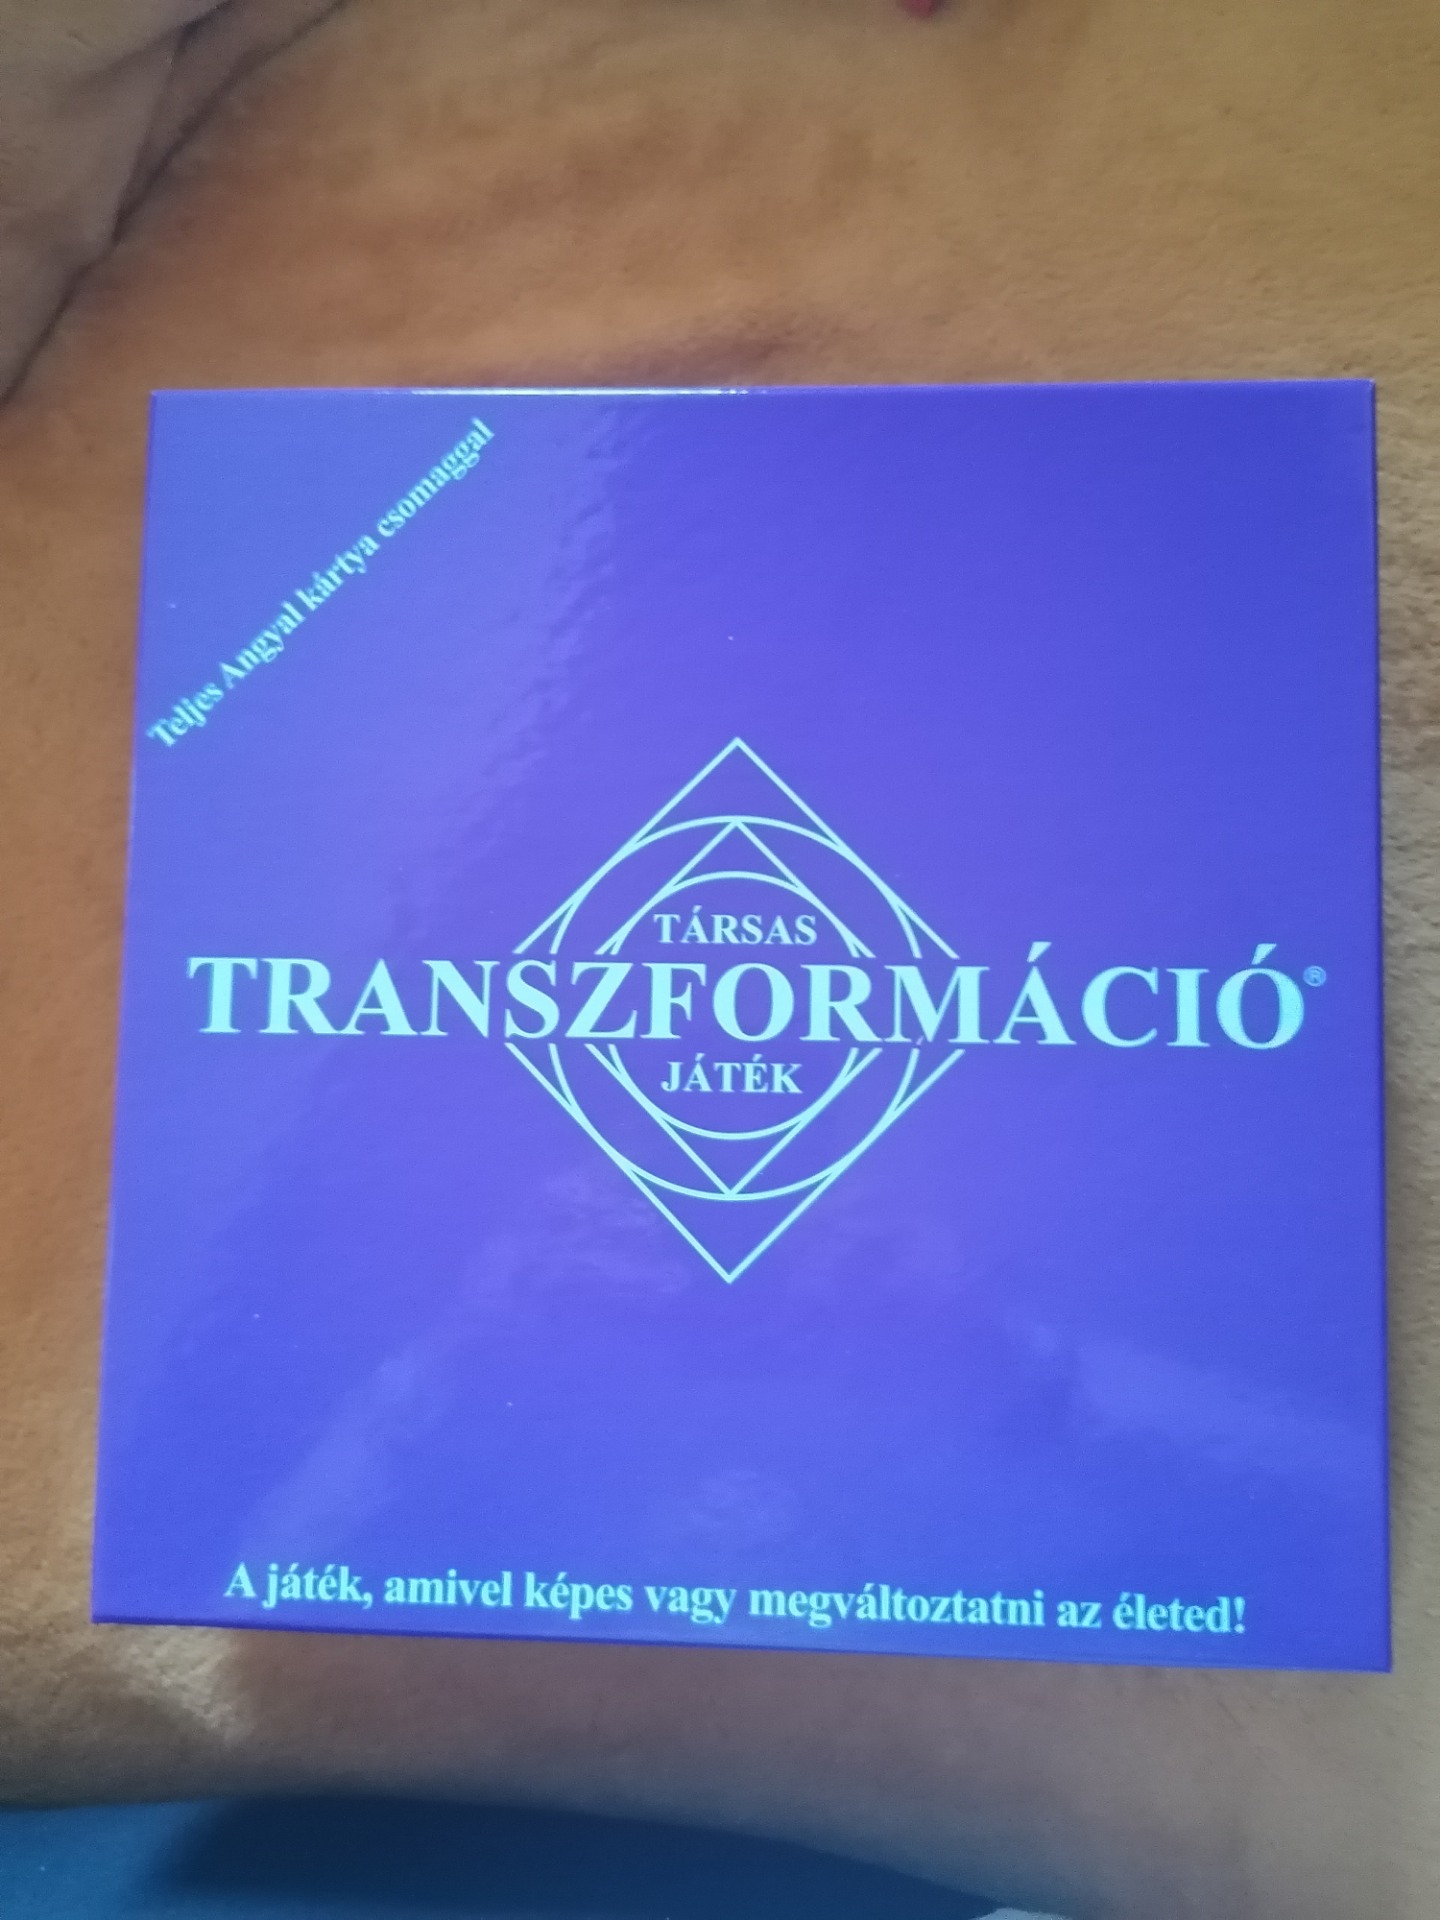 Teljes Angyal kártya csomaggal
TÁRSAS
TRANSZFORMÁCIÓ®
JÁTÉK
A játék, amivel képes vagy megváltoztatni az életed!